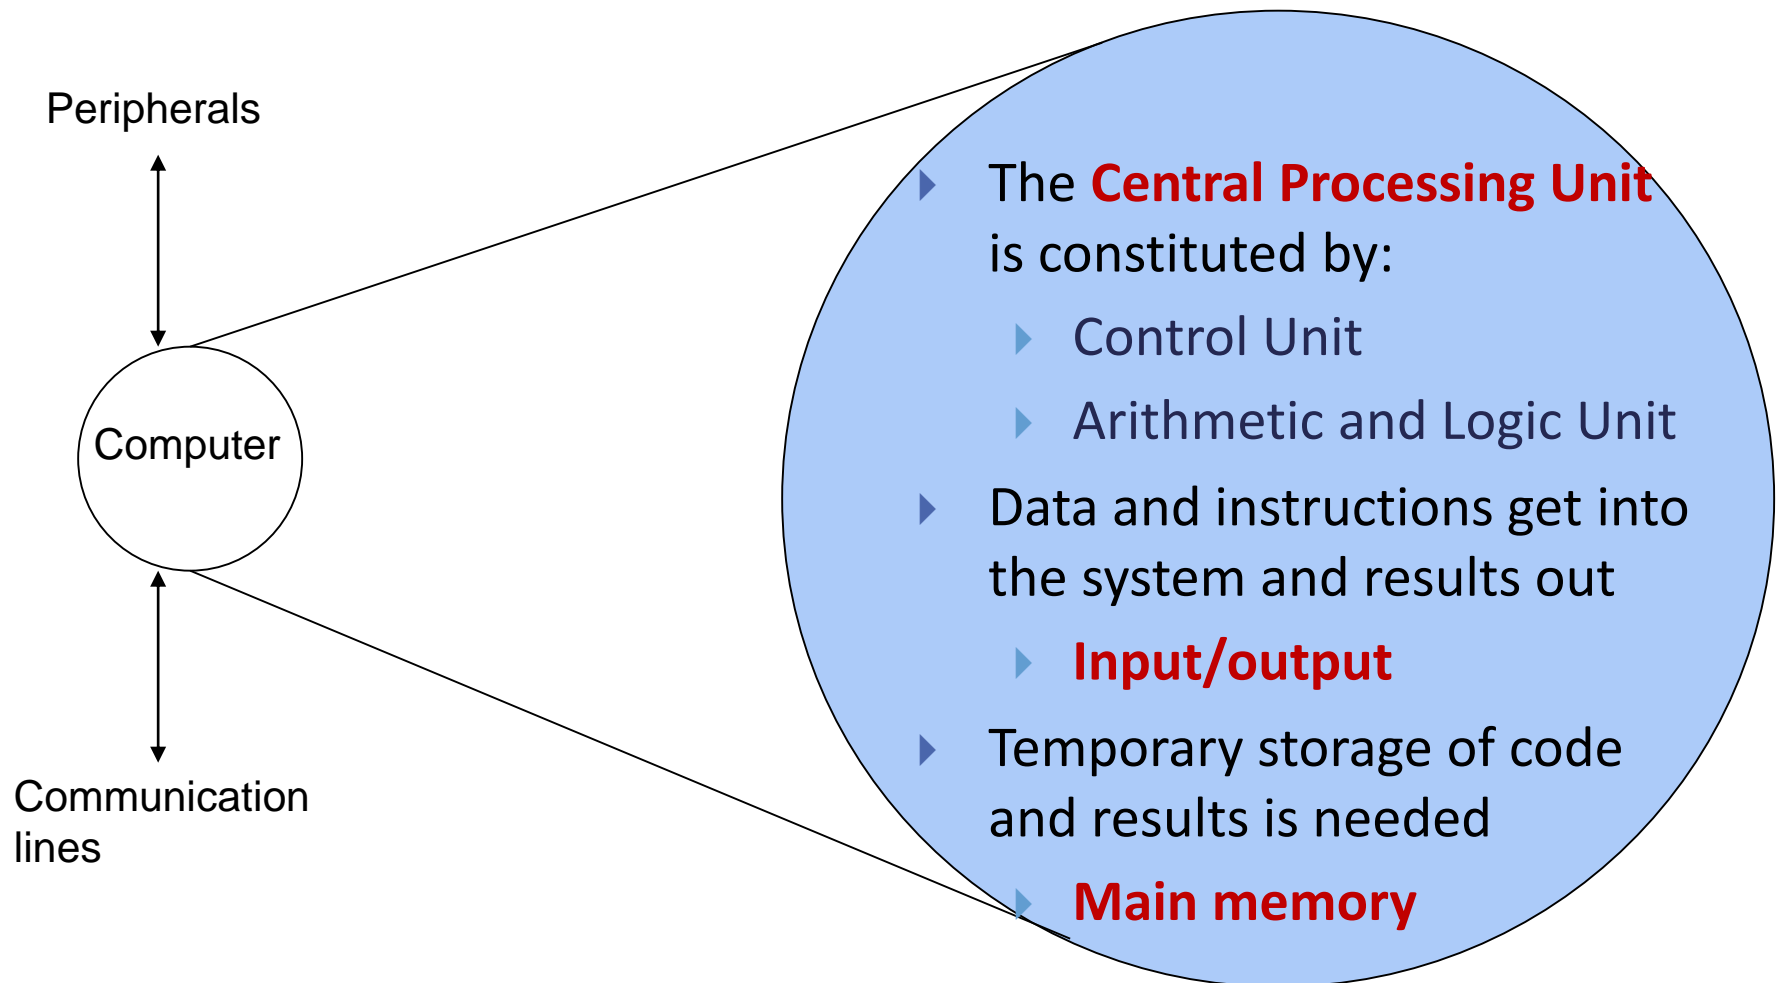 Peripherals
Computer
Communication
lines
The Central Processing Unit
is constituted by:
Control Unit
Arithmetic and Logic Unit
Data and instructions get into
the system and results out
Input/output
Temporary storage of code
and results is needed
Main memory